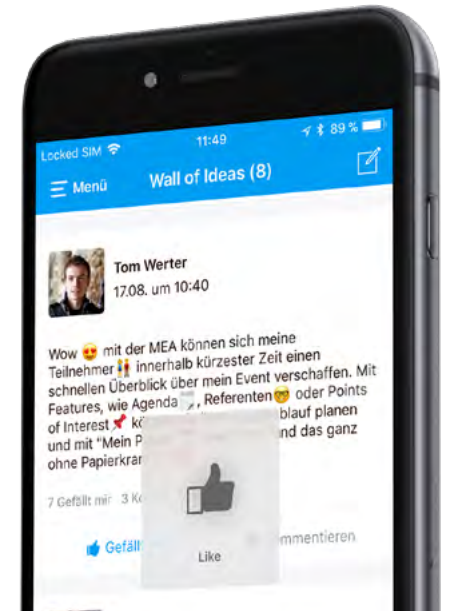 Locked SIM 11:49 89 %
Menü Wall of Ideas (8)
Tom Werter
17.08. um 10:40
Wow 😍 mit der MEA können sich meine
Teilnehmer 👫 innerhalb kürzester Zeit einen
schnellen Überblick über mein Event verschaffen. Mit
Features, wie Agenda 📝, Referenten 🤓 oder Points
of Interest 📌 blauf planen
und mit "Mein P nd das ganz
ohne Papierkra
7 Gefällt mir 3 K
Gefäll mmentieren
Like